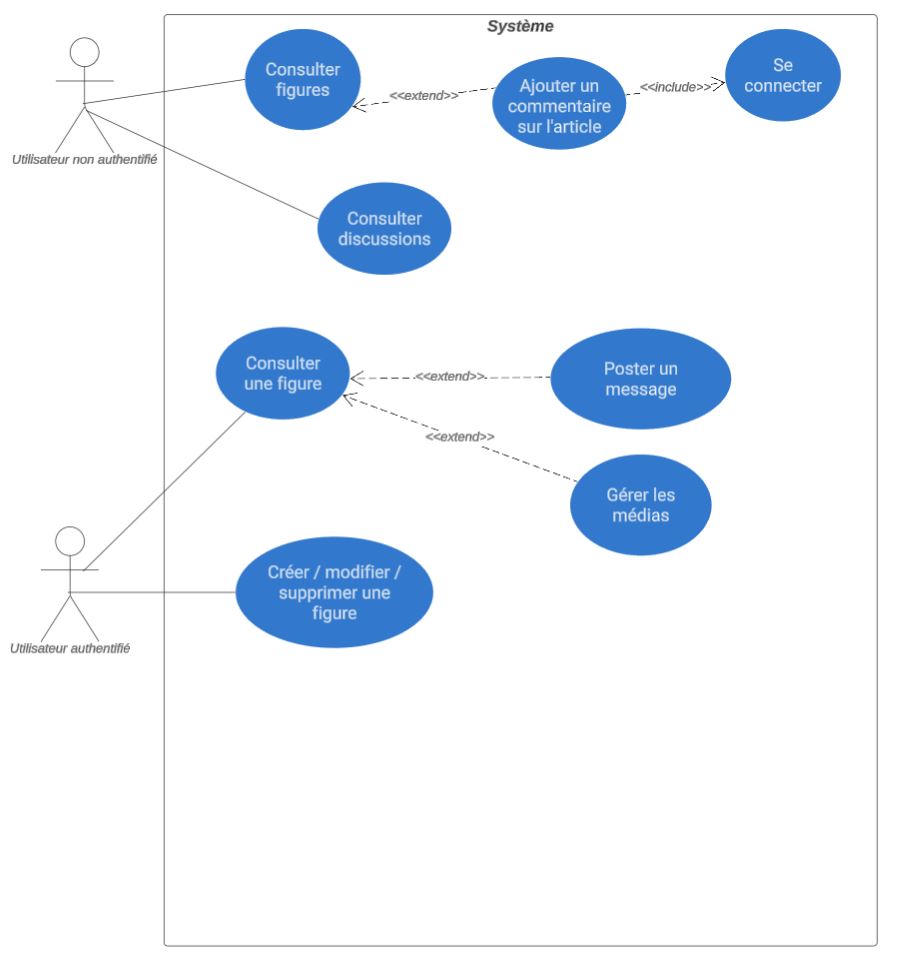 Système
Consulter
figures
<<extend>>
Ajouter un
commentaire
sur l'article
<<include>>
Se
connecter
Utilisateur non authentifié
Consulter
discussions
Consulter
une figure
<<extend>>
Poster un
message
<<extend>>
Gérer les
médias
Créer / modifier /
supprimer une
figure
Utilisateur authentifié